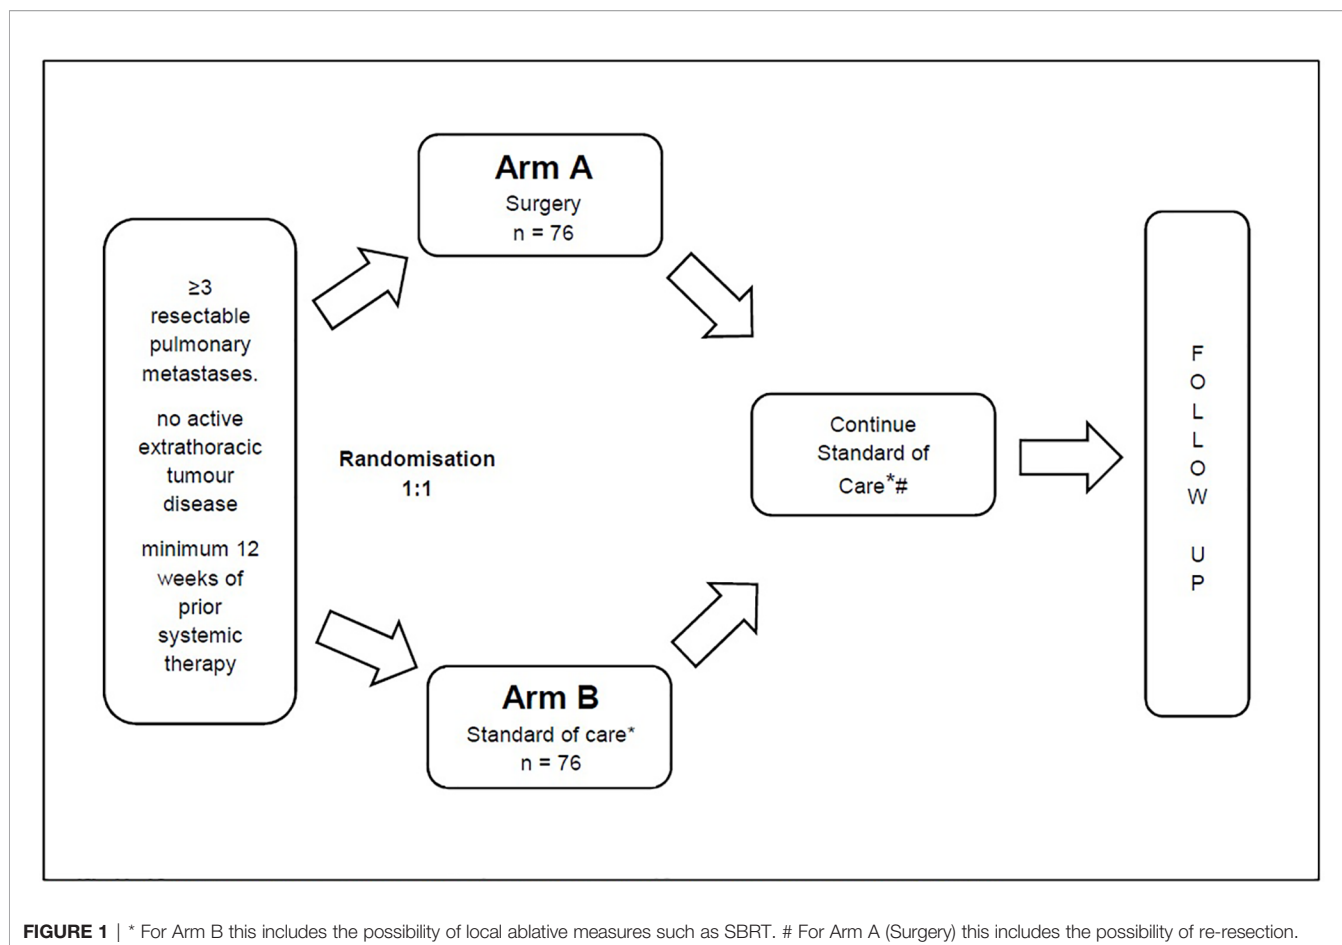 ≥3
resectable
pulmonary
metastases.
no active
extrathoracic
tumour
disease
minimum 12
weeks of
prior
systemic
therapy
Randomisation
1:1
Arm A
Surgery
n = 76
Arm B
Standard of care*
n = 76
Continue
Standard of
Care*#
F
O
L
L
O
W
U
P
FIGURE 1 | * For Arm B this includes the possibility of local ablative measures such as SBRT. # For Arm A (Surgery) this includes the possibility of re-resection.